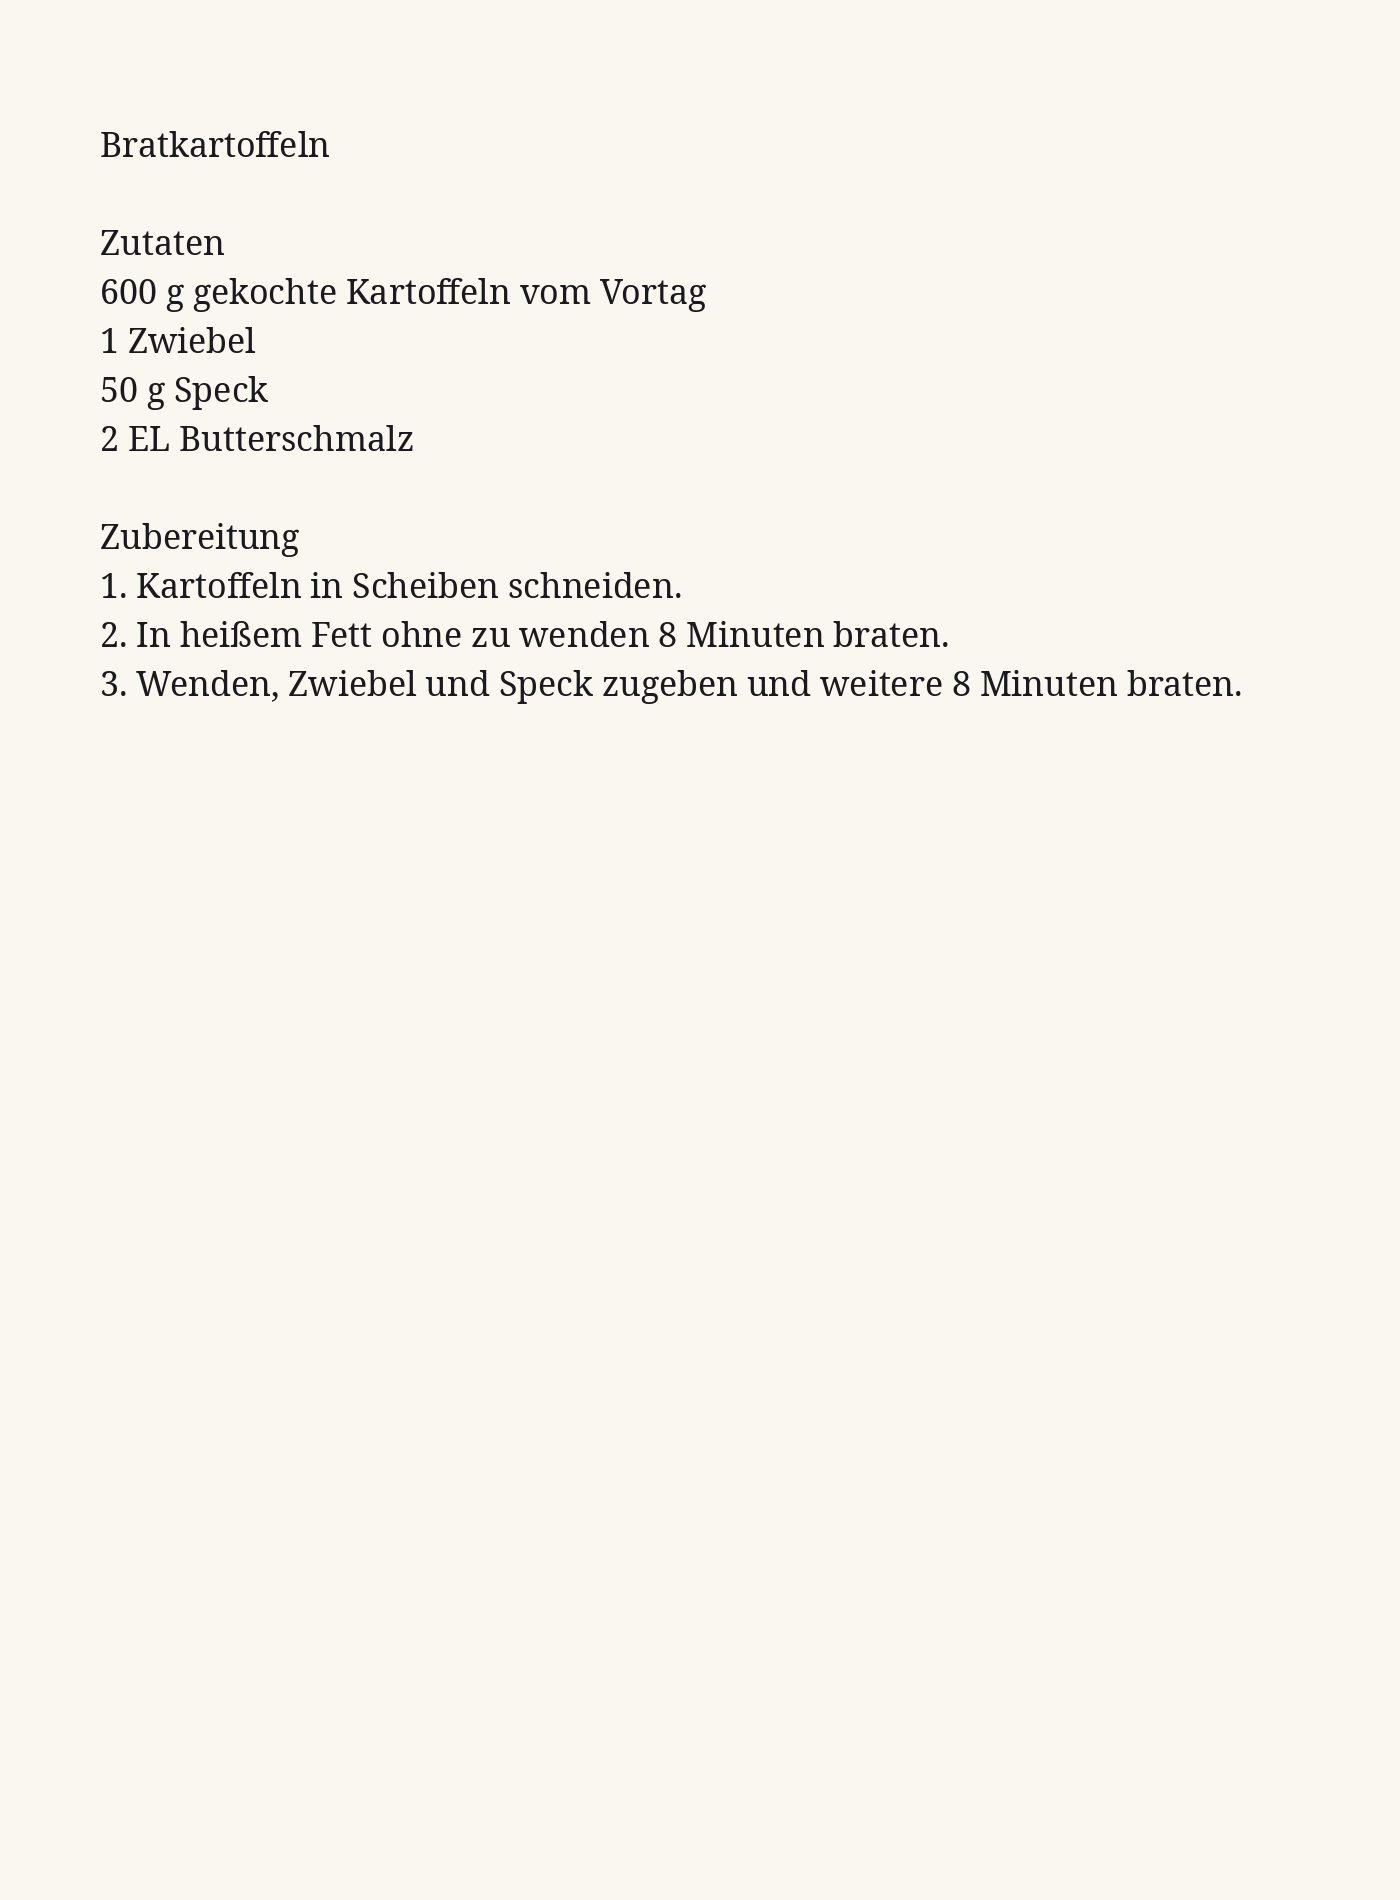 Bratkartoffeln
Zutaten
600 g gekochte Kartoffeln vom Vortag
1 Zwiebel
50 g Speck
2 EL Butterschmalz
Zubereitung
1. Kartoffeln in Scheiben schneiden.
2. In heißem Fett ohne zu wenden 8 Minuten braten.
3. Wenden, Zwiebel und Speck zugeben und weitere 8 Minuten braten.